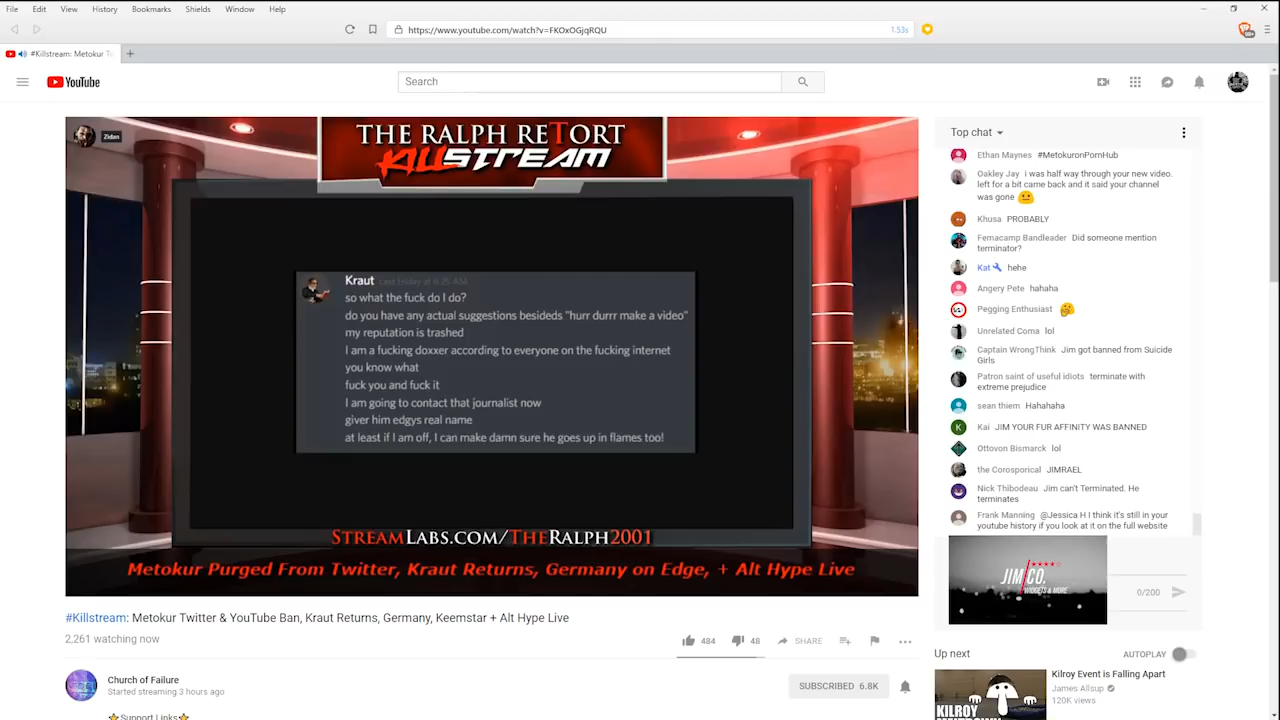 File Edit View History Bookmarks Shields Window Help
https://www.youtube.com/watch?v=FKOxOGjqRQU 1.53s
#Killstream: Metokur T
YouTube
Search
Zidan
THE RALPH RETORT
KILLSTREAM
Kraut Last Friday at 6:25 AM
so what the fuck do I do?
do you have any actual suggestions besideds "hurr durrr make a video"
my reputation is trashed
I am a fucking doxxer according to everyone on the fucking internet
you know what
fuck you and fuck it
I am going to contact that journalist now
giver him edgys real name
at least if I am off, I can make damn sure he goes up in flames too!
STREAMLABS.COM/THERALPH2001
Metokur Purged From Twitter, Kraut Returns, Germany on Edge, + Alt Hype Live
#Killstream: Metokur Twitter & YouTube Ban, Kraut Returns, Germany, Keemstar + Alt Hype Live
2,261 watching now
484 48 SHARE
Church of Failure
Started streaming 3 hours ago
SUBSCRIBED 6.8K
⭐Support Links⭐
Top chat
Ethan Maynes #MetokuronPornHub
Oakley Jay i was half way through your new video.
left for a bit came back and it said your channel
was gone
Khusa PROBABLY
Femacamp Bandleader Did someone mention
terminator?
Kat hehe
Angery Pete hahaha
Pegging Enthusiast
Unrelated Coma lol
Captain WrongThink Jim got banned from Suicide
Girls
Patron saint of useful idiots terminate with
extreme prejudice
sean thiem Hahahaha
Kai JIM YOUR FUR AFFINITY WAS BANNED
Ottovon Bismarck lol
the Corosporical JIMRAEL
Nick Thibodeau Jim can't Terminated. He
terminates
Frank Manning @Jessica H I think it's still in your
youtube history if you look at it on the full website
JIM CO.
WIDGETS & MORE
0/200
Up next
AUTOPLAY
Kilroy Event is Falling Apart
James Allsup
120K views
KILROY